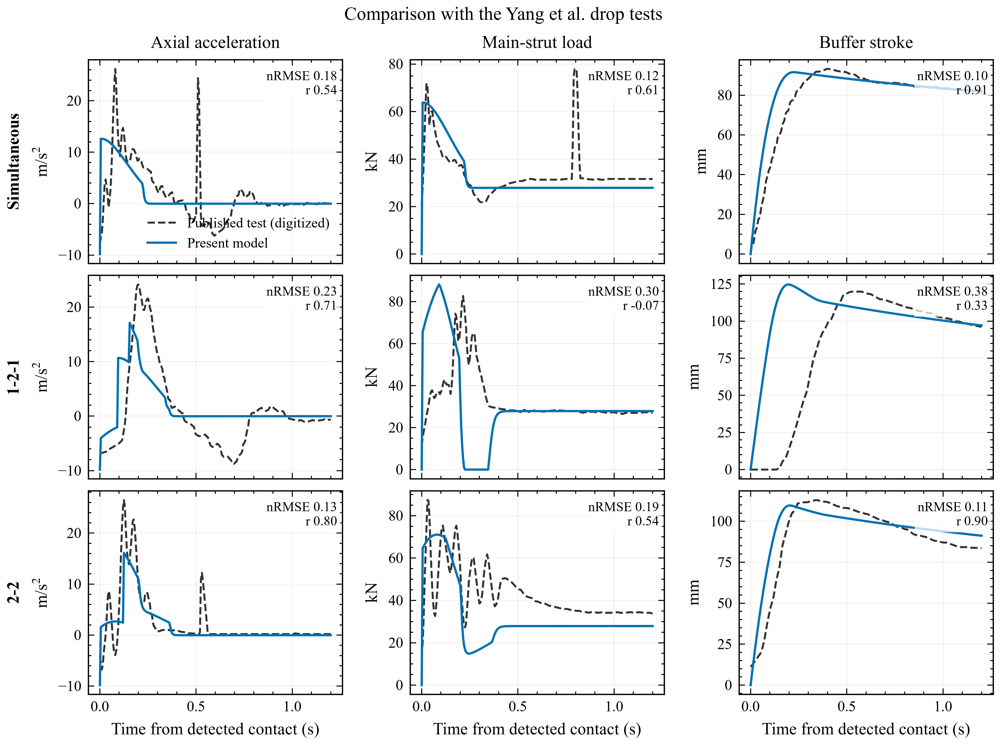 Comparison with the Yang et al. drop tests
Axial acceleration
Main-strut load
Buffer stroke
Simultaneous
m/s²
20
10
0
−10
nRMSE 0.18
r 0.54
Published test (digitized)
Present model
kN
80
60
40
20
0
nRMSE 0.12
r 0.61
mm
80
60
40
20
0
nRMSE 0.10
r 0.91
1-2-1
m/s²
20
10
0
−10
nRMSE 0.23
r 0.71
kN
80
60
40
20
0
nRMSE 0.30
r -0.07
mm
125
100
75
50
25
0
nRMSE 0.38
r 0.33
2-2
m/s²
20
10
0
−10
nRMSE 0.13
r 0.80
0.0 0.5 1.0
Time from detected contact (s)
kN
80
60
40
20
0
nRMSE 0.19
r 0.54
0.0 0.5 1.0
Time from detected contact (s)
mm
100
75
50
25
0
nRMSE 0.11
r 0.90
0.0 0.5 1.0
Time from detected contact (s)